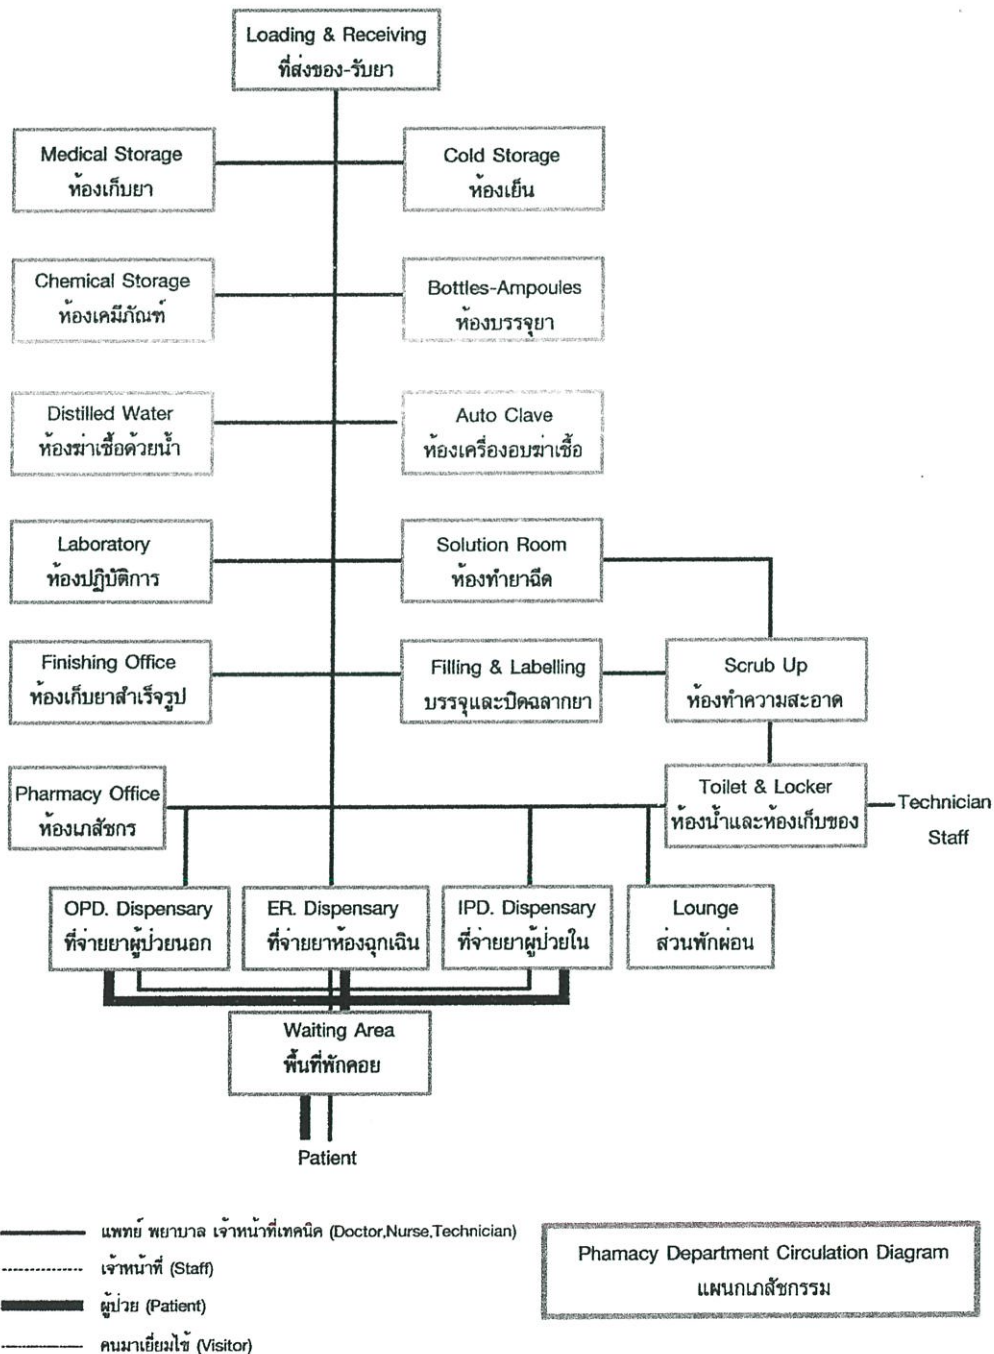 Loading & Receiving
ที่ส่งของ-รับยา
Medical Storage
ห้องเก็บยา
Cold Storage
ห้องเย็น
Chemical Storage
ห้องเคมีภัณฑ์
Bottles-Ampoules
ห้องบรรจุยา
Distilled Water
ห้องฆ่าเชื้อด้วยน้ำ
Auto Clave
ห้องเครื่องอบฆ่าเชื้อ
Laboratory
ห้องปฏิบัติการ
Solution Room
ห้องทำยาฉีด
Finishing Office
ห้องเก็บยาสำเร็จรูป
Filling & Labelling
บรรจุและปิดฉลากยา
Scrub Up
ห้องทำความสะอาด
Pharmacy Office
ห้องเภสัชกร
Toilet & Locker
ห้องน้ำและห้องเก็บของ
Technician
Staff
OPD. Dispensary
ที่จ่ายยาผู้ป่วยนอก
ER. Dispensary
ที่จ่ายยาห้องฉุกเฉิน
IPD. Dispensary
ที่จ่ายยาผู้ป่วยใน
Lounge
ส่วนพักผ่อน
Waiting Area
พื้นที่พักคอย
Patient
แพทย์ พยาบาล เจ้าหน้าที่เทคนิค (Doctor,Nurse,Technician)
เจ้าหน้าที่ (Staff)
ผู้ป่วย (Patient)
คนมาเยี่ยมไข้ (Visitor)
Phamacy Department Circulation Diagram
แผนกเภสัชกรรม